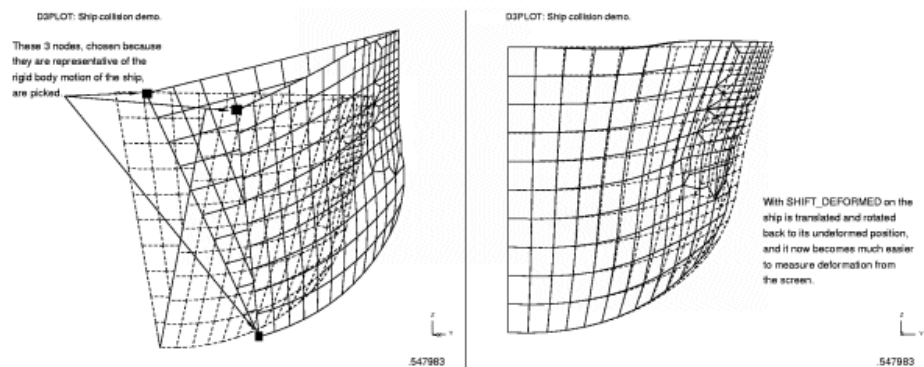 D3PLOT: Ship collision demo.
These 3 nodes, chosen because
they are representative of the
rigid body motion of the ship,
are picked
Z
Y
.547983
D3PLOT: Ship collision demo.
With SHIFT_DEFORMED on the
ship is translated and rotated
back to its undeformed position,
and it now becomes much easier
to measure deformation from
the screen.
Z
Y
.547983